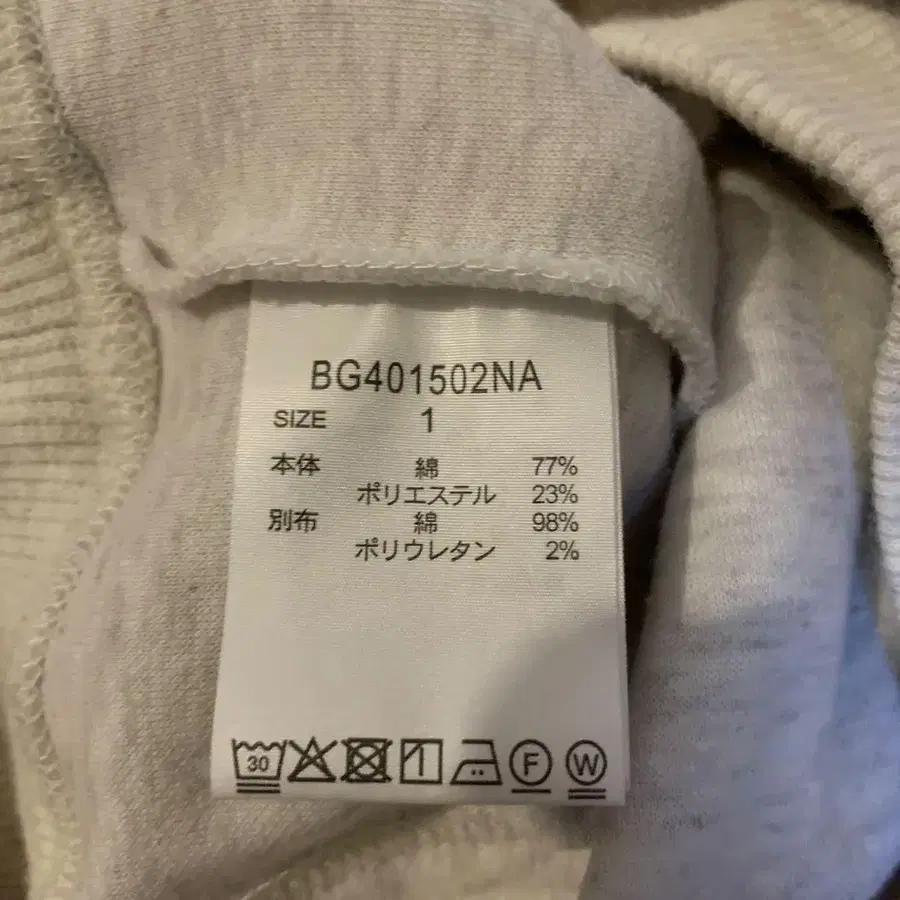 BG401502NA
SIZE 1
本体 綿 77%
ポリエステル 23%
別布 綿 98%
ポリウレタン 2%
30 F W